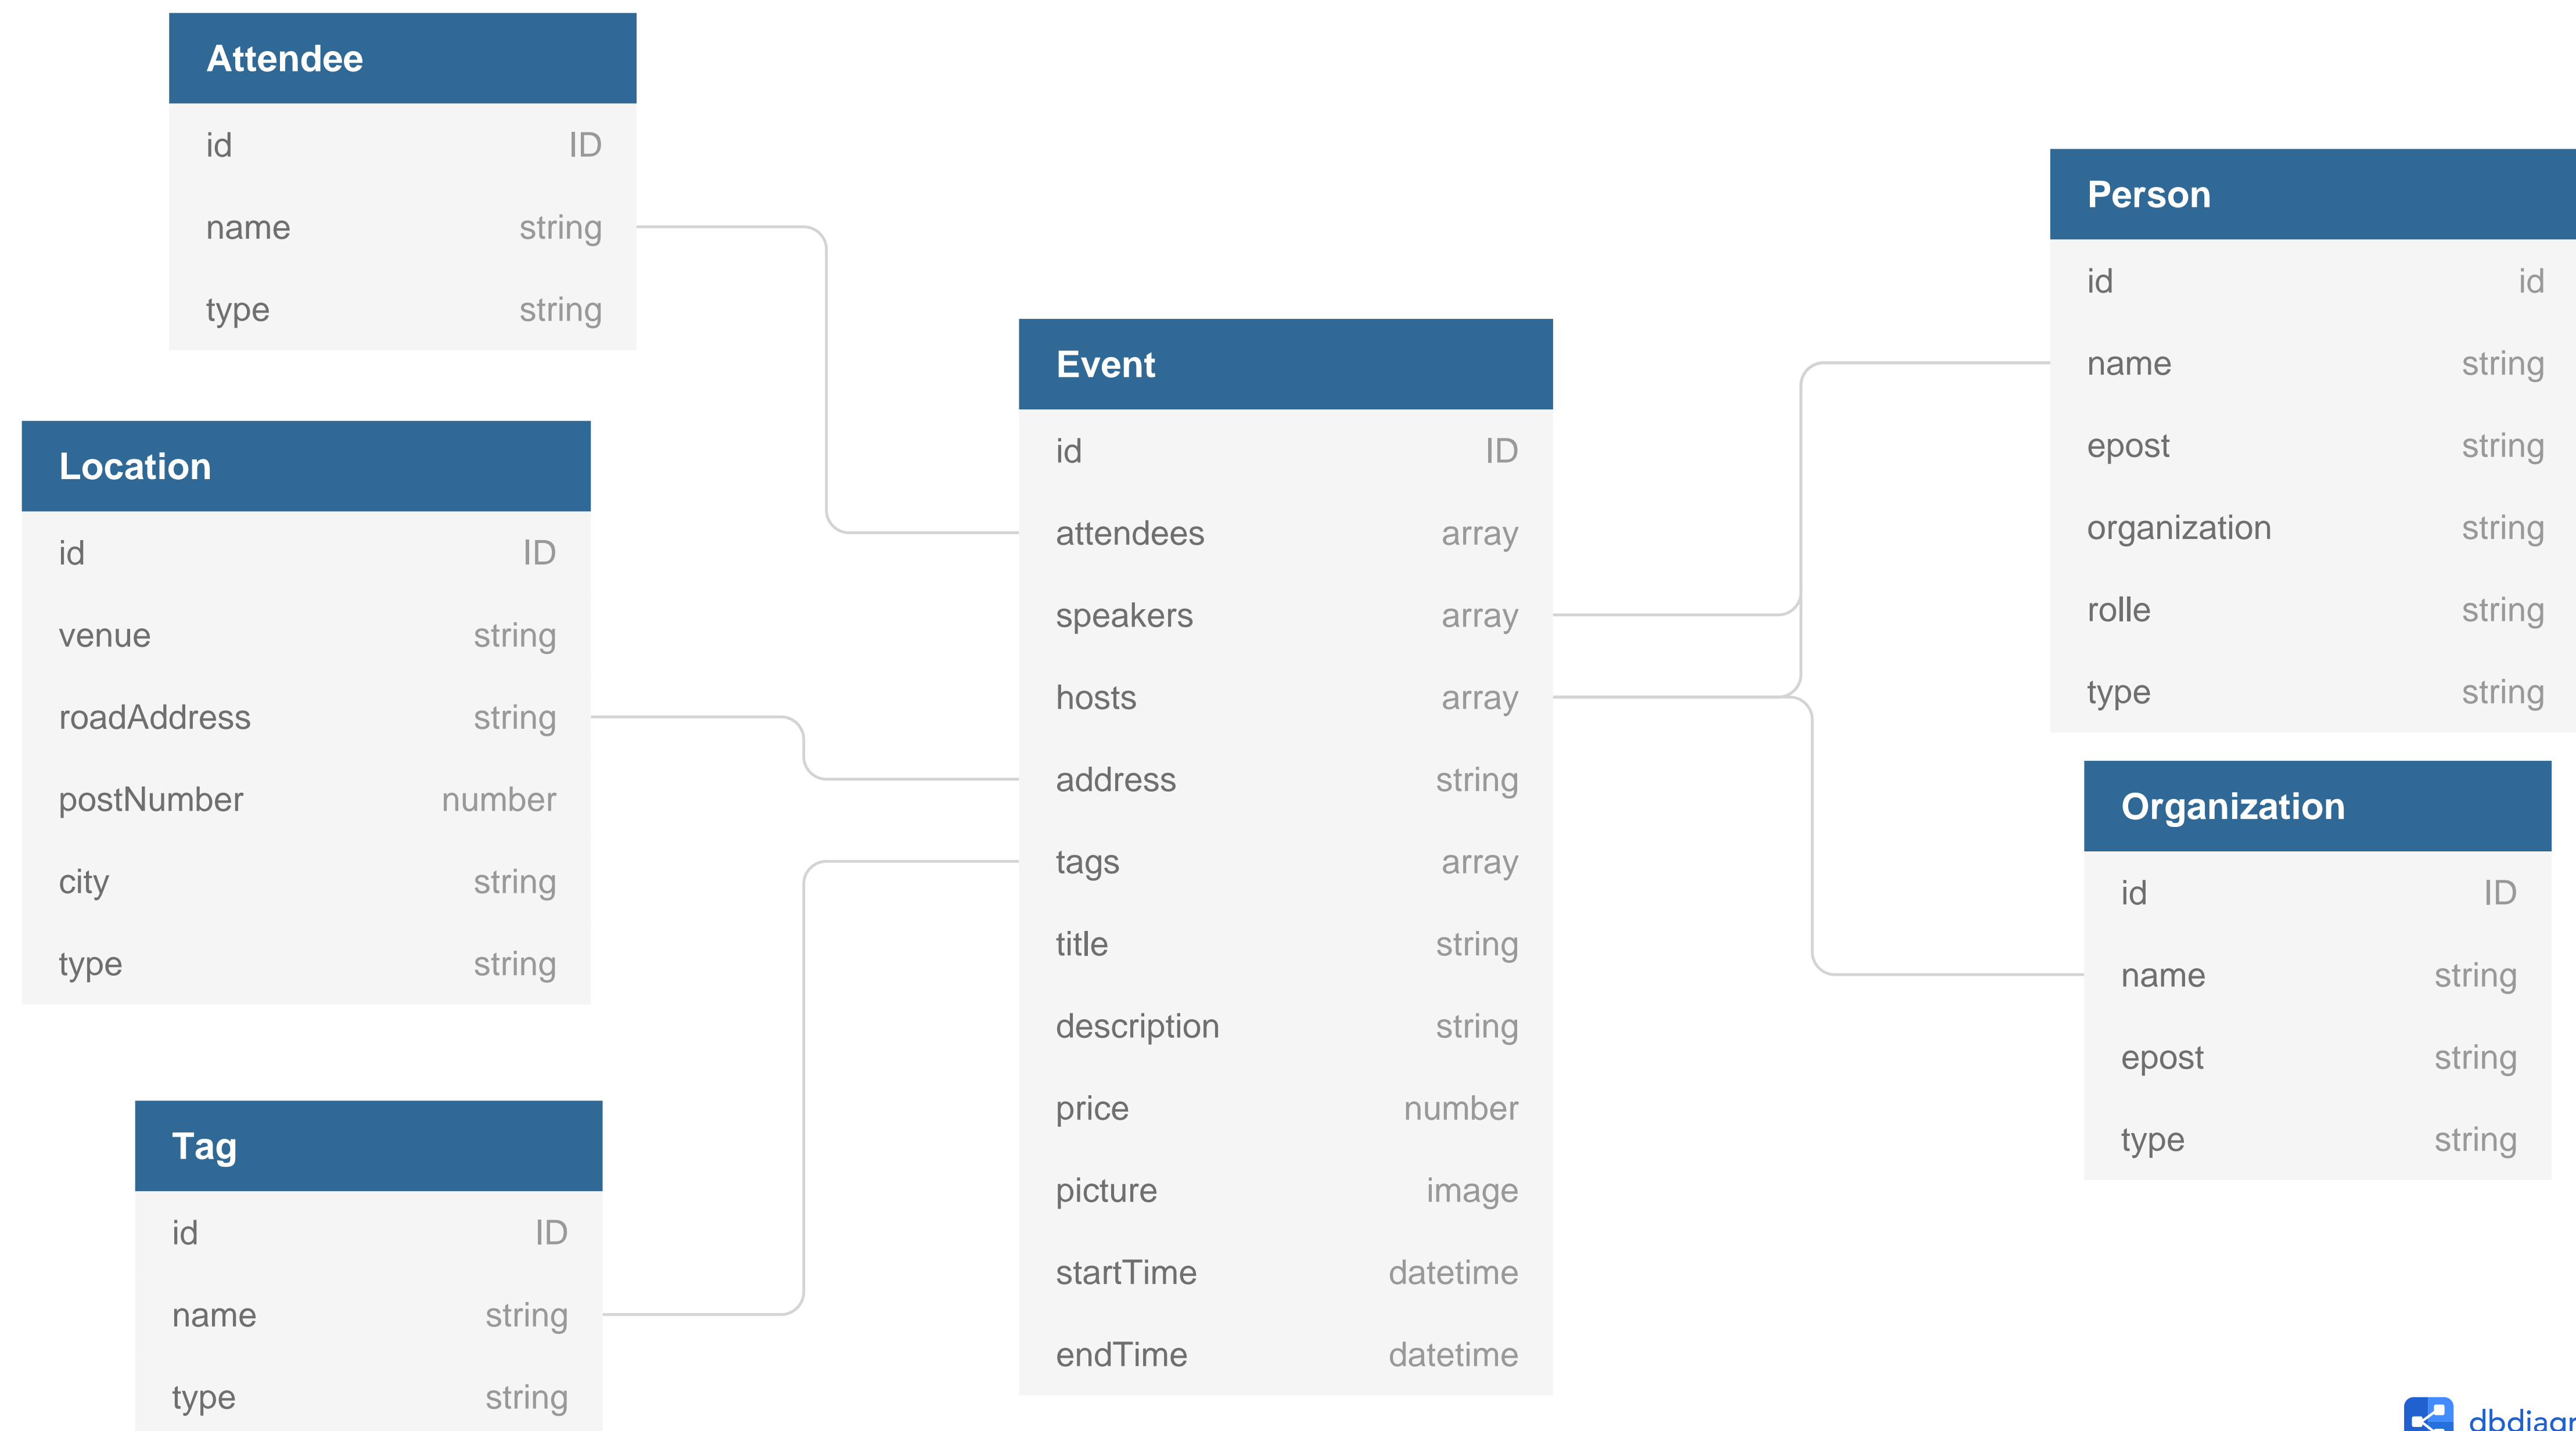 Attendee
id ID
name string
type string
Location
id ID
venue string
roadAddress string
postNumber number
city string
type string
Tag
id ID
name string
type string
Event
id ID
attendees array
speakers array
hosts array
address string
tags array
title string
description string
price number
picture image
startTime datetime
endTime datetime
Person
id id
name string
epost string
organization string
rolle string
type string
Organization
id ID
name string
epost string
type string